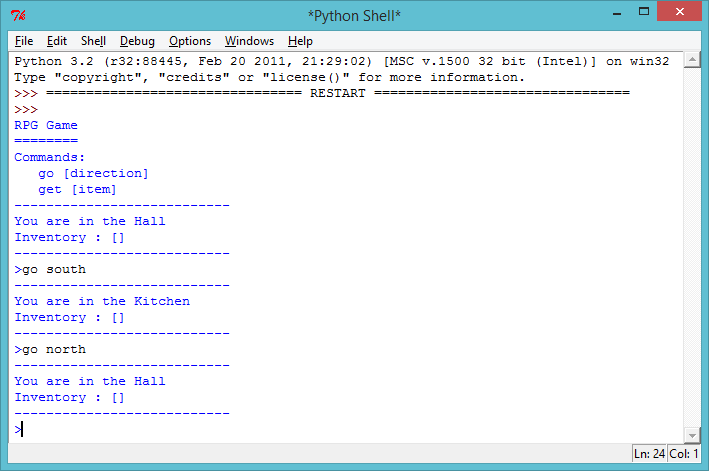 *Python Shell*
File Edit Shell Debug Options Windows Help
Python 3.2 (r32:88445, Feb 20 2011, 21:29:02) [MSC v.1500 32 bit (Intel)] on win32
Type "copyright", "credits" or "license()" for more information.
>>> ================================ RESTART ================================
>>>
RPG Game
========
Commands:
   go [direction]
   get [item]
---------------------------
You are in the Hall
Inventory : []
---------------------------
>go south
---------------------------
You are in the Kitchen
Inventory : []
---------------------------
>go north
---------------------------
You are in the Hall
Inventory : []
---------------------------
>
Ln: 24 Col: 1